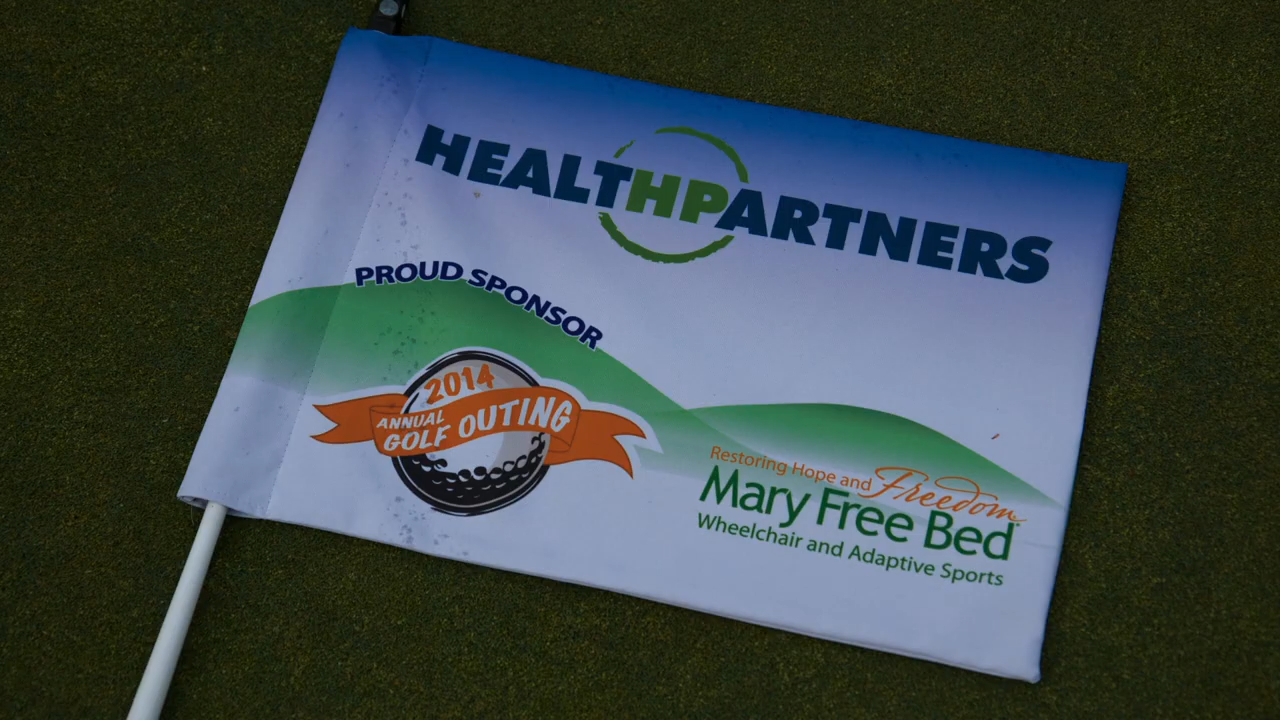 HEALTHPARTNERS
PROUD SPONSOR
2014
ANNUAL
GOLF OUTING
Restoring Hope and Freedom
Mary Free Bed
Wheelchair and Adaptive Sports